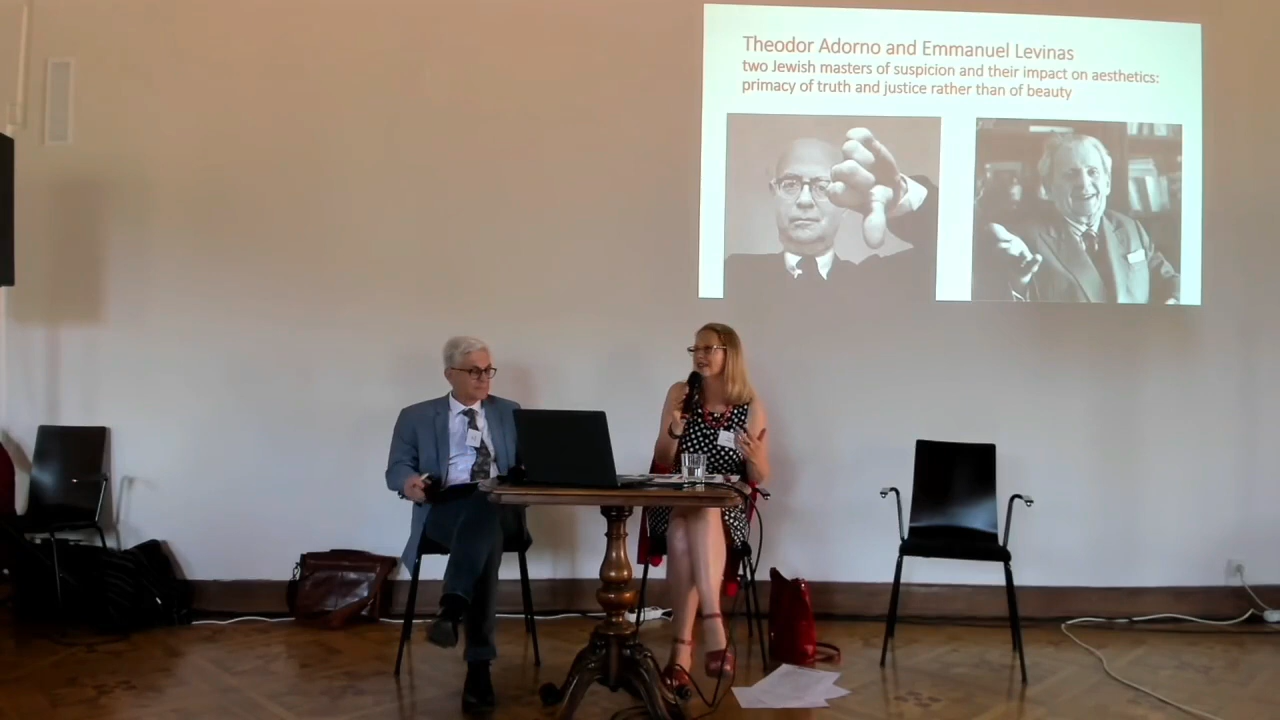 Theodor Adorno and Emmanuel Levinas
two Jewish masters of suspicion and their impact on aesthetics:
primacy of truth and justice rather than of beauty